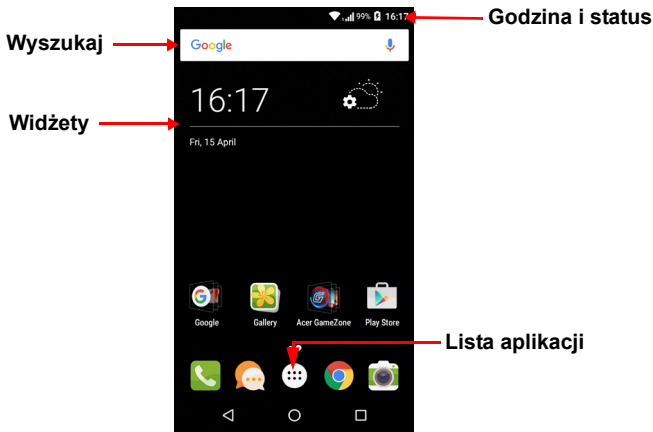 99% 16:17
Godzina i status
Wyszukaj
Google
16:17
Widżety
Fri, 15 April
Google Gallery Acer GameZone Play Store
Lista aplikacji